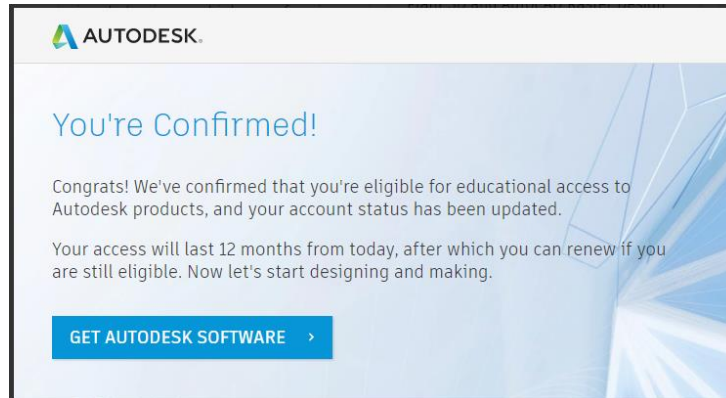 AUTODESK.
You're Confirmed!
Congrats! We've confirmed that you're eligible for educational access to
Autodesk products, and your account status has been updated.
Your access will last 12 months from today, after which you can renew if you
are still eligible. Now let's start designing and making.
GET AUTODESK SOFTWARE >